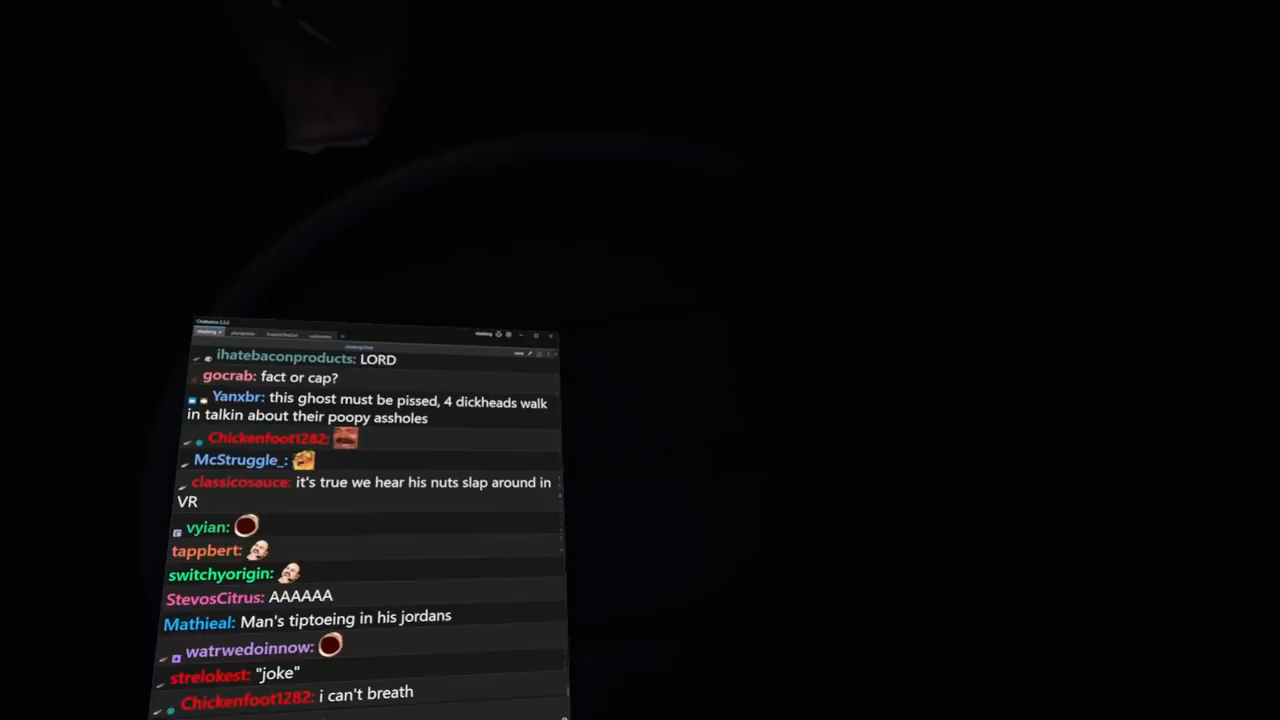 ihatebaconproducts: LORD
gocrab: fact or cap?
Yanxbr: this ghost must be pissed, 4 dickheads walk
in talkin about their poopy assholes
Chickenfoot1282:
McStruggle_:
classicosauce: it's true we hear his nuts slap around in
VR
vyian:
tappbert:
switchyorigin:
StevosCitrus: AAAAAA
Mathieal: Man's tiptoeing in his jordans
watrwedoinnow:
strelokest: "joke"
Chickenfoot1282: i can't breath